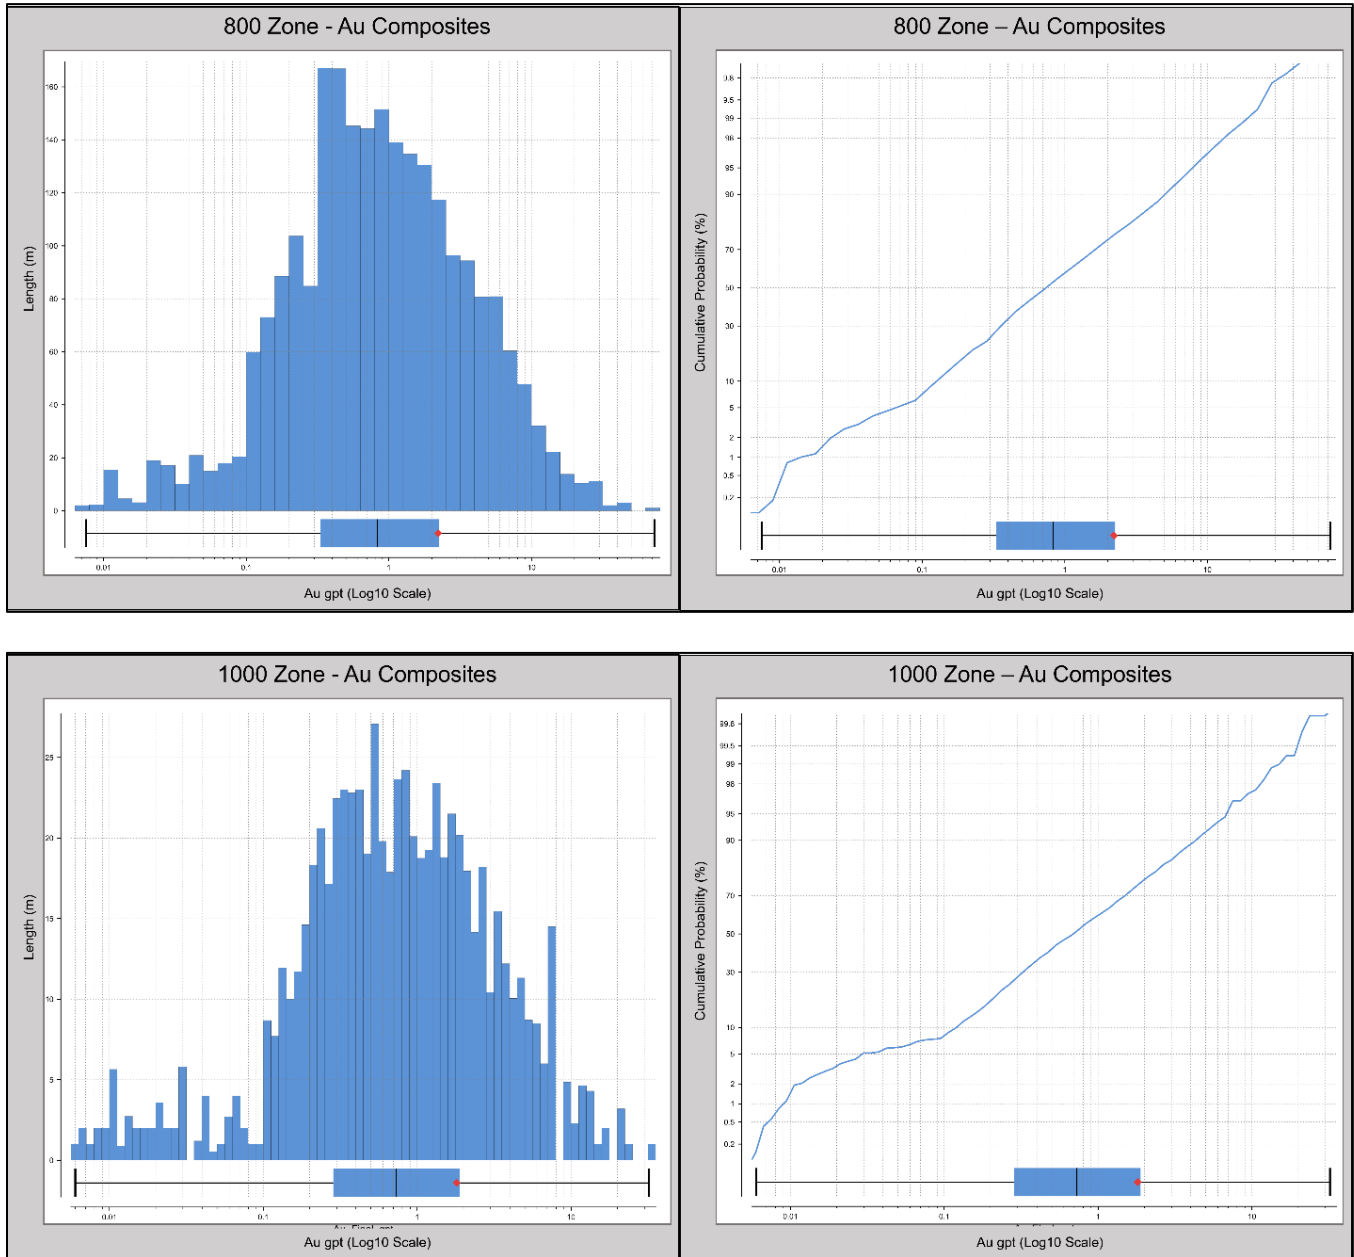 800 Zone - Au Composites
160
140
120
100
80
60
40
20
0
Length (m)
0.01 0.1 1 10
Au gpt (Log10 Scale)
800 Zone – Au Composites
9.8
99.5
99
98
95
90
70
50
30
10
5
2
1
0.5
0.2
Cumulative Probability (%)
0.01 0.1 1 10
Au gpt (Log10 Scale)
1000 Zone - Au Composites
25
20
15
10
5
0
Length (m)
0.01 0.1 1 10
Au gpt (Log10 Scale)
1000 Zone – Au Composites
99.8
99.5
99
98
95
90
70
50
30
10
5
2
1
0.5
0.2
Cumulative Probability (%)
0.01 0.1 1 10
Au gpt (Log10 Scale)